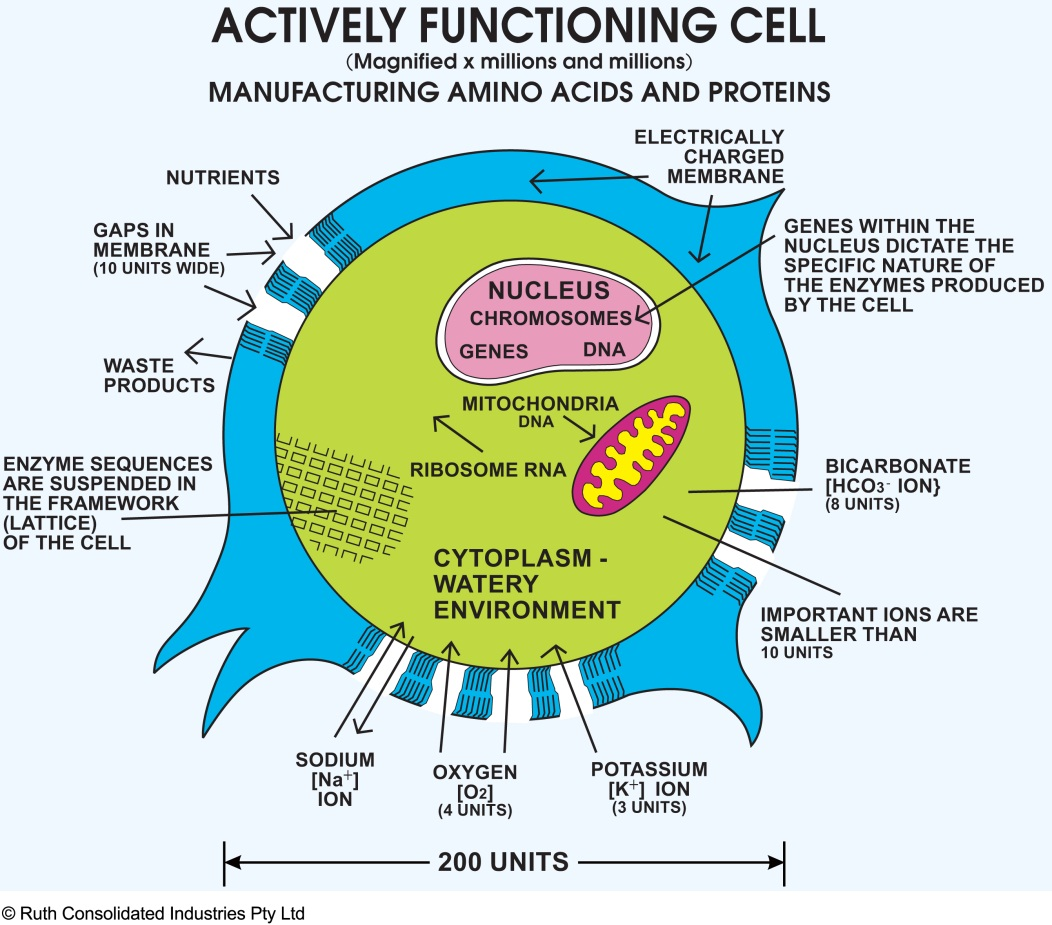 ACTIVELY FUNCTIONING CELL
(Magnified x millions and millions)
MANUFACTURING AMINO ACIDS AND PROTEINS
ELECTRICALLY
CHARGED
MEMBRANE
NUTRIENTS
GAPS IN
MEMBRANE
(10 UNITS WIDE)
GENES WITHIN THE
NUCLEUS DICTATE THE
SPECIFIC NATURE OF
THE ENZYMES PRODUCED
BY THE CELL
NUCLEUS
CHROMOSOMES
GENES DNA
WASTE
PRODUCTS
MITOCHONDRIA
DNA
RIBOSOME RNA
ENZYME SEQUENCES
ARE SUSPENDED IN
THE FRAMEWORK
(LATTICE)
OF THE CELL
BICARBONATE
[HCO3- ION}
(8 UNITS)
CYTOPLASM -
WATERY
ENVIRONMENT
IMPORTANT IONS ARE
SMALLER THAN
10 UNITS
SODIUM
[Na+]
ION
OXYGEN
[O2]
(4 UNITS)
POTASSIUM
[K+] ION
(3 UNITS)
200 UNITS
© Ruth Consolidated Industries Pty Ltd